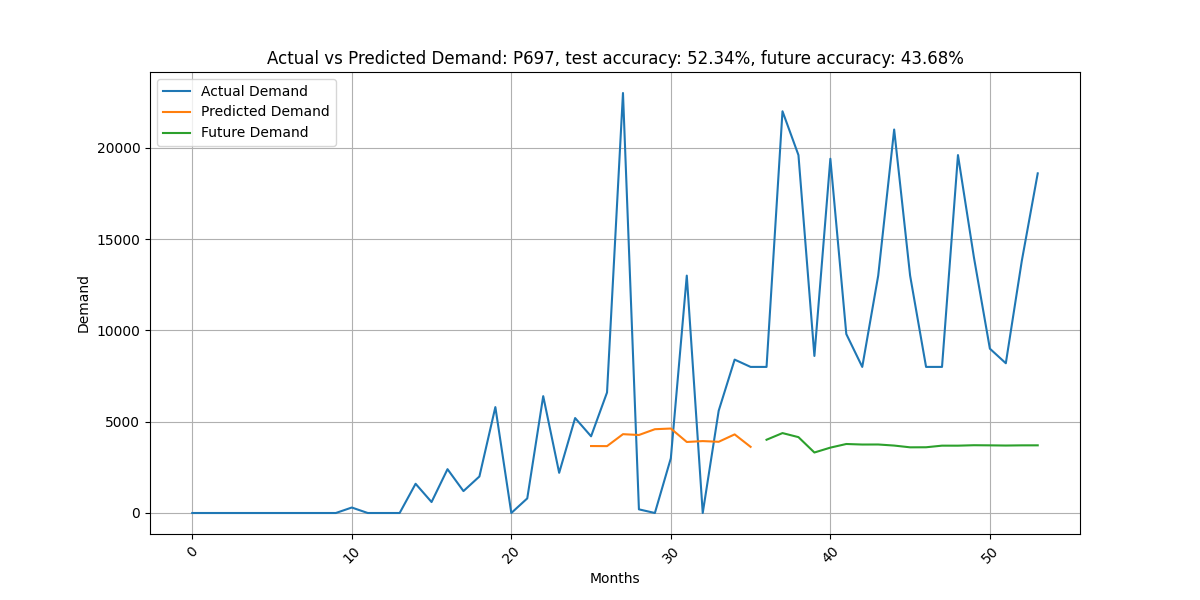 Actual vs Predicted Demand: P697, test accuracy: 52.34%, future accuracy: 43.68%
Actual Demand
Predicted Demand
Future Demand
20000
15000
10000
5000
0
Demand
0
10
20
30
40
50
Months